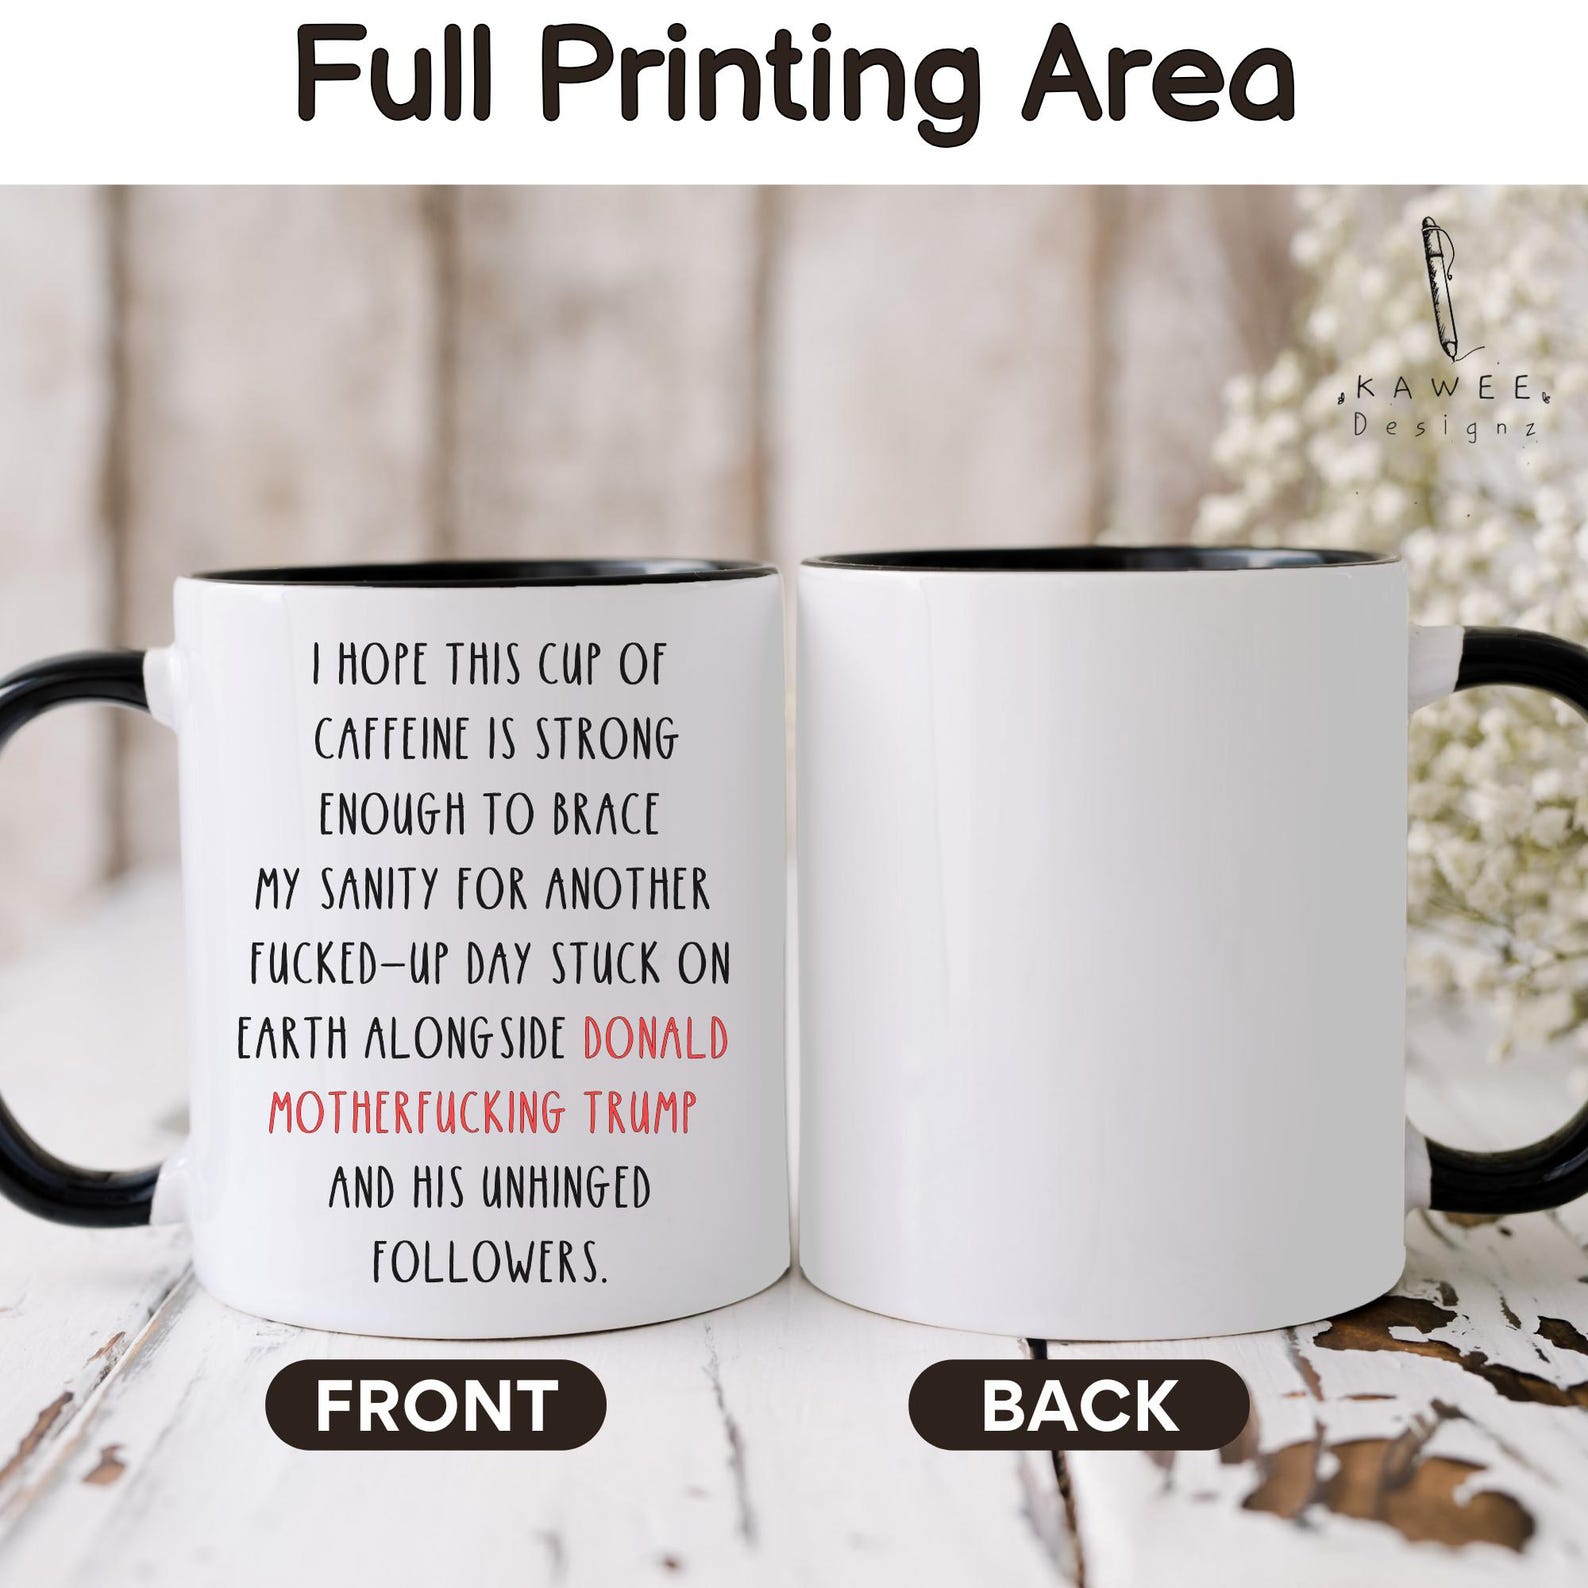 Full Printing Area
KAWEE
Designz
I HOPE THIS CUP OF
CAFFEINE IS STRONG
ENOUGH TO BRACE
MY SANITY FOR ANOTHER
FUCKED-UP DAY STUCK ON
EARTH ALONGSIDE DONALD
MOTHERFUCKING TRUMP
AND HIS UNHINGED
FOLLOWERS.
FRONT
BACK